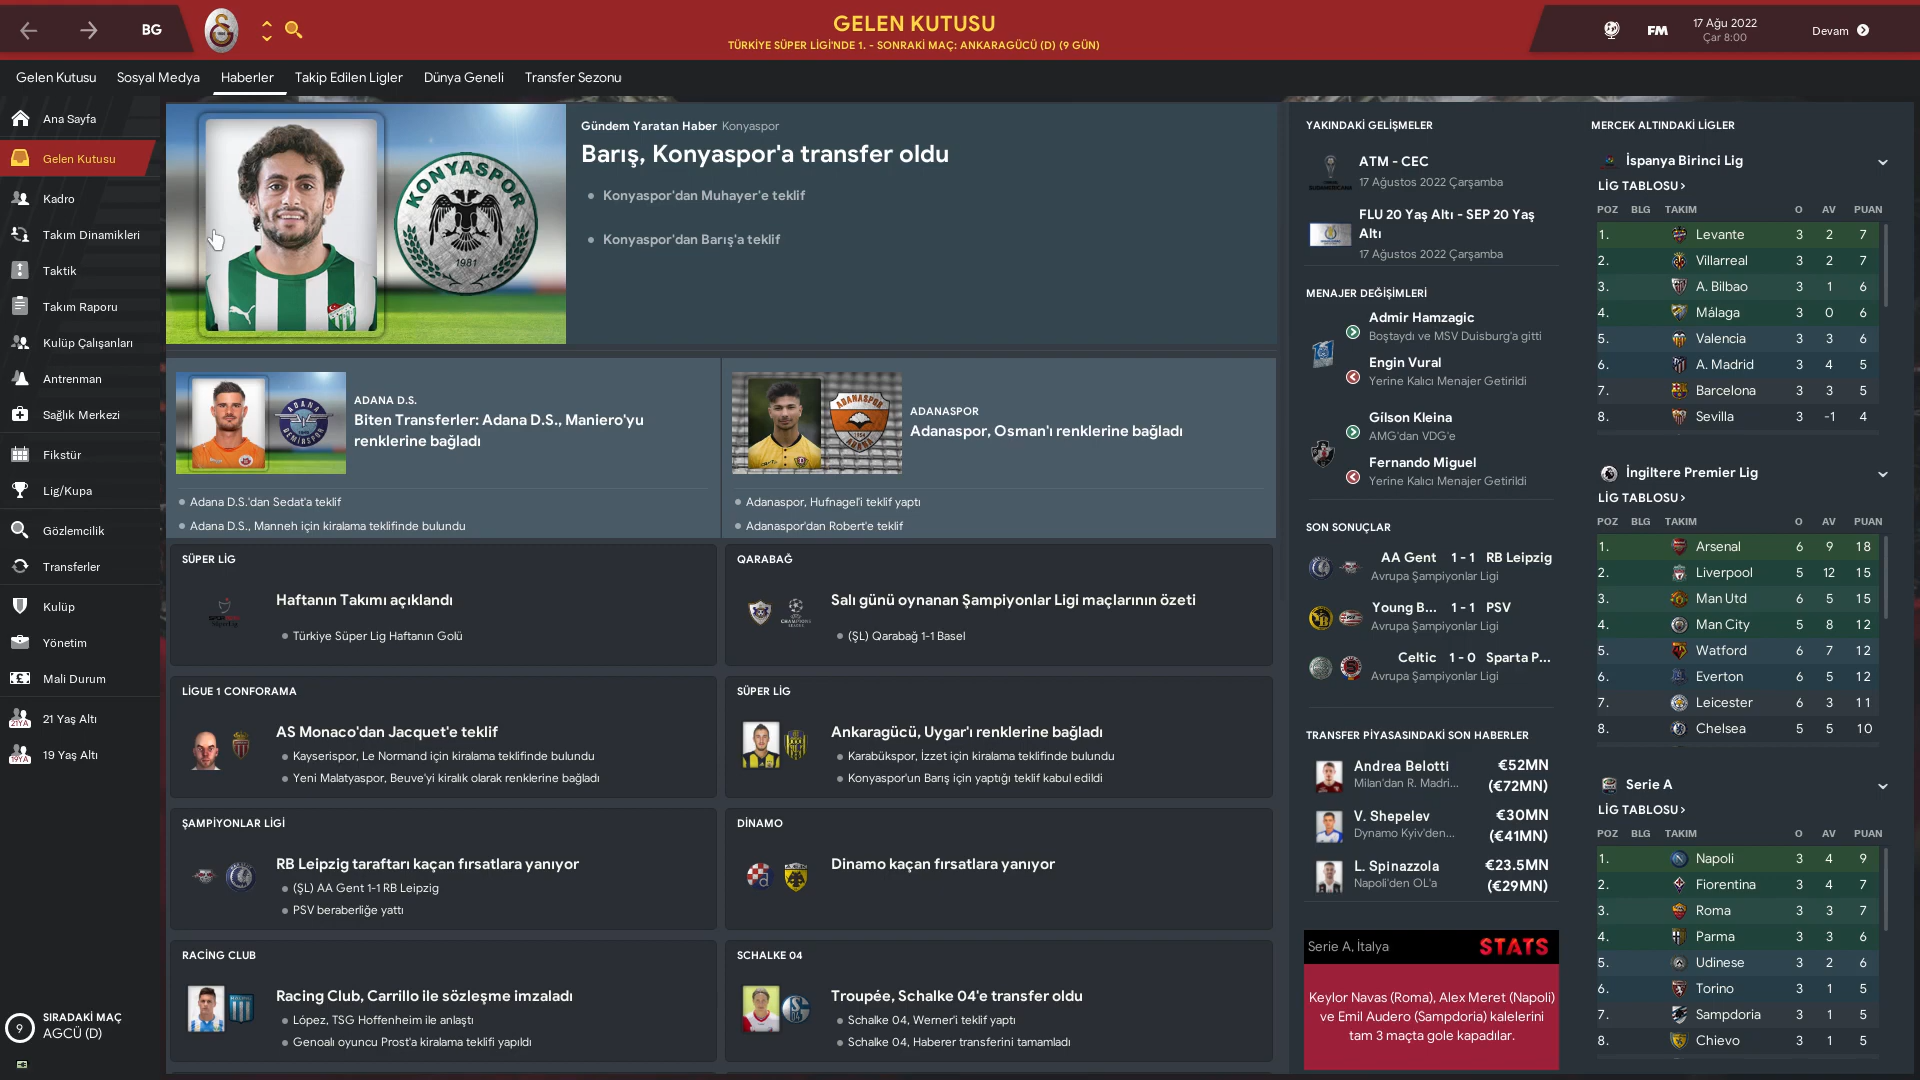 BG
GELEN KUTUSU
TÜRKİYE SÜPER LİGİ'NDE 1. - SONRAKİ MAÇ: ANKARAGÜCÜ (D) (9 GÜN)
FM
17 Ağu 2022
Çar 8:00
Devam
Gelen Kutusu Sosyal Medya Haberler Takip Edilen Ligler Dünya Geneli Transfer Sezonu
Ana Sayfa
Gelen Kutusu
Kadro
Takım Dinamikleri
Taktik
Takım Raporu
Kulüp Çalışanları
Antrenman
Sağlık Merkezi
Fikstür
Lig/Kupa
Gözlemcilik
Transferler
Kulüp
Yönetim
Mali Durum
21YA 21 Yaş Altı
19YA 19 Yaş Altı
9
SIRADAKİ MAÇ
AGCÜ (D)
KONYASPOR
1981
Gündem Yaratan Haber Konyaspor
Barış, Konyaspor'a transfer oldu
Konyaspor'dan Muhayer'e teklif
Konyaspor'dan Barış'a teklif
ADANA D.S.
Biten Transferler: Adana D.S., Maniero'yu
renklerine bağladı
Adana D.S.'dan Sedat'a teklif
Adana D.S., Manneh için kiralama teklifinde bulundu
ADANASPOR
Adanaspor, Osman'ı renklerine bağladı
Adanaspor, Hufnagel'i teklif yaptı
Adanaspor'dan Robert'e teklif
SÜPER LİG
Haftanın Takımı açıklandı
Türkiye Süper Lig Haftanın Golü
QARABAĞ
Salı günü oynanan Şampiyonlar Ligi maçlarının özeti
(ŞL) Qarabağ 1-1 Basel
LİGUE 1 CONFORAMA
AS Monaco'dan Jacquet'e teklif
Kayserispor, Le Normand için kiralama teklifinde bulundu
Yeni Malatyaspor, Beuve'yi kiralık olarak renklerine bağladı
SÜPER LİG
Ankaragücü, Uygar'ı renklerine bağladı
Karabükspor, İzzet için kiralama teklifinde bulundu
Konyaspor'un Barış için yaptığı teklif kabul edildi
ŞAMPİYONLAR LİGİ
RB Leipzig taraftarı kaçan fırsatlara yanıyor
(ŞL) AA Gent 1-1 RB Leipzig
PSV beraberliğe yattı
DİNAMO
Dinamo kaçan fırsatlara yanıyor
RACİNG CLUB
Racing Club, Carrillo ile sözleşme imzaladı
López, TSG Hoffenheim ile anlaştı
Genoalı oyuncu Prost'a kiralama teklifi yapıldı
SCHALKE 04
Troupée, Schalke 04'e transfer oldu
Schalke 04, Werner'i teklif yaptı
Schalke 04, Haberer transferini tamamladı
YAKINDAKİ GELİŞMELER
ATM - CEC
17 Ağustos 2022 Çarşamba
FLU 20 Yaş Altı - SEP 20 Yaş
Altı
17 Ağustos 2022 Çarşamba
MENAJER DEĞİŞİMLERİ
Admir Hamzagic
Boştaydı ve MSV Duisburg'a gitti
Engin Vural
Yerine Kalıcı Menajer Getirildi
Gílson Kleina
AMG'dan VDG'e
Fernando Miguel
Yerine Kalıcı Menajer Getirildi
SON SONUÇLAR
AA Gent 1 - 1 RB Leipzig
Avrupa Şampiyonlar Ligi
Young B... 1 - 1 PSV
Avrupa Şampiyonlar Ligi
Celtic 1 - 0 Sparta P...
Avrupa Şampiyonlar Ligi
TRANSFER PİYASASINDAKİ SON HABERLER
Andrea Belotti €52MN
Milan'dan R. Madri... (€72MN)
V. Shepelev €30MN
Dynamo Kyiv'den... (€41MN)
L. Spinazzola €23.5MN
Napoli'den OL'a (€29MN)
Serie A, İtalya STATS
Keylor Navas (Roma), Alex Meret (Napoli)
ve Emil Audero (Sampdoria) kalelerini
tam 3 maçta gole kapadılar.
MERCEK ALTINDAKİ LİGLER
İspanya Birinci Lig
LİG TABLOSU>
POZ BLG TAKIM O AV PUAN
1. Levante 3 2 7
2. Villarreal 3 2 7
3. A. Bilbao 3 1 6
4. Málaga 3 0 6
5. Valencia 3 3 6
6. A. Madrid 3 4 5
7. Barcelona 3 3 5
8. Sevilla 3 -1 4
İngiltere Premier Lig
LİG TABLOSU>
POZ BLG TAKIM O AV PUAN
1. Arsenal 6 9 18
2. Liverpool 5 12 15
3. Man Utd 6 5 15
4. Man City 5 8 12
5. Watford 6 7 12
6. Everton 6 5 12
7. Leicester 6 3 11
8. Chelsea 5 5 10
Serie A
LİG TABLOSU>
POZ BLG TAKIM O AV PUAN
1. Napoli 3 4 9
2. Fiorentina 3 4 7
3. Roma 3 3 7
4. Parma 3 3 6
5. Udinese 3 2 6
6. Torino 3 1 5
7. Sampdoria 3 1 5
8. Chievo 3 1 5